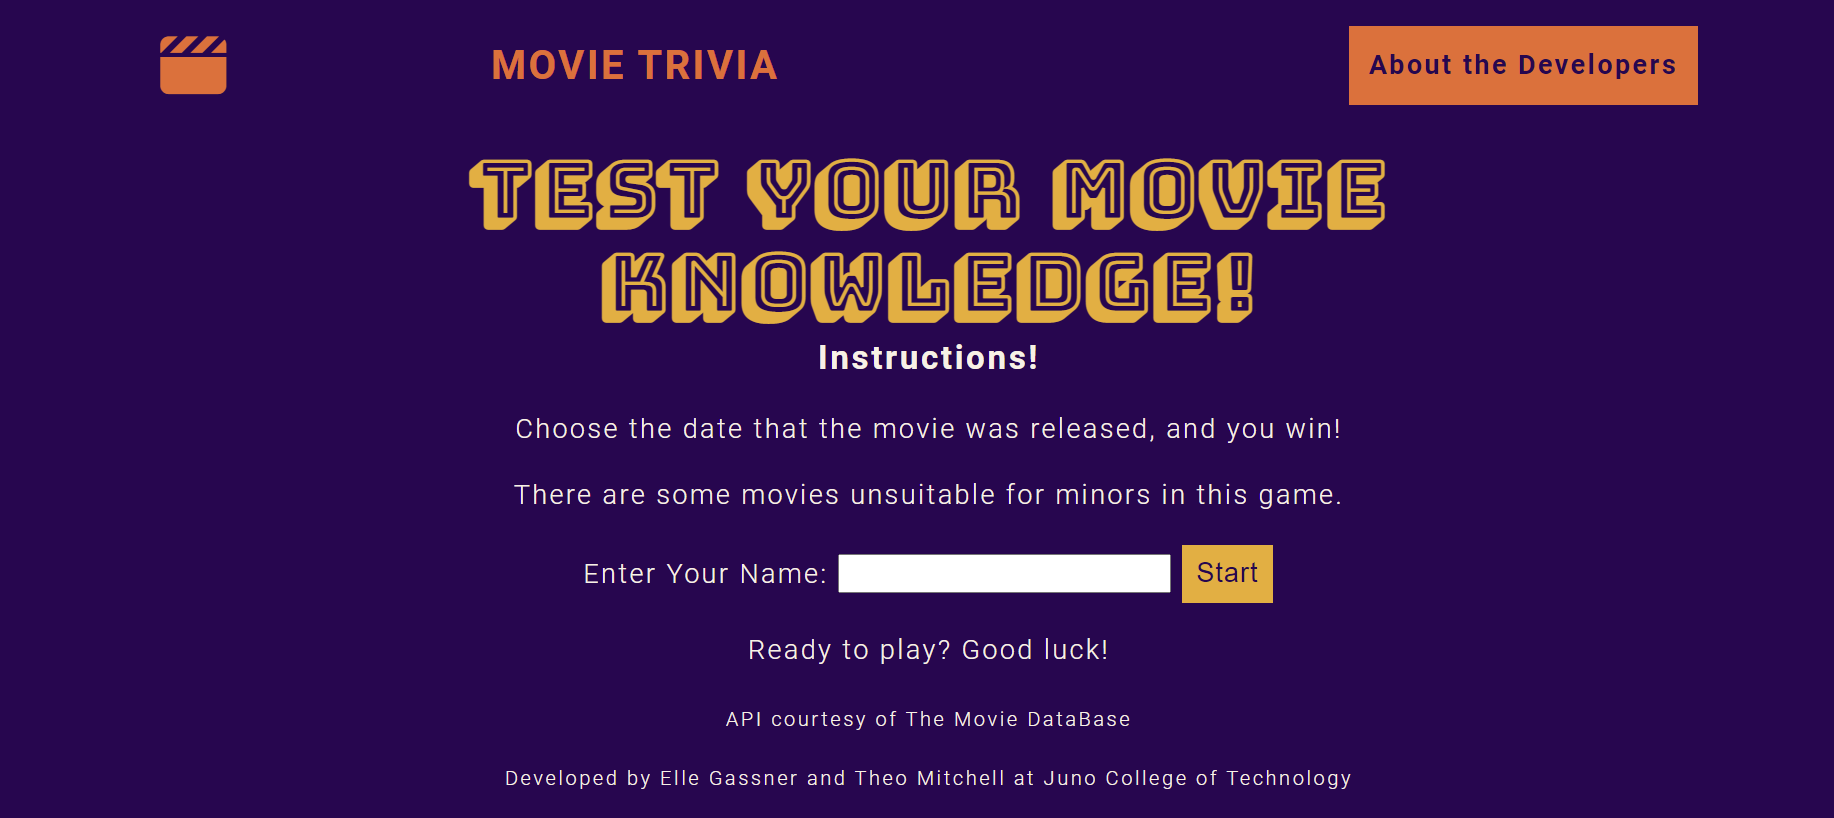 MOVIE TRIVIA
About the Developers
TEST YOUR MOVIE
KNOWLEDGE!
Instructions!
Choose the date that the movie was released, and you win!
There are some movies unsuitable for minors in this game.
Enter Your Name: Start
Ready to play? Good luck!
API courtesy of The Movie DataBase
Developed by Elle Gassner and Theo Mitchell at Juno College of Technology